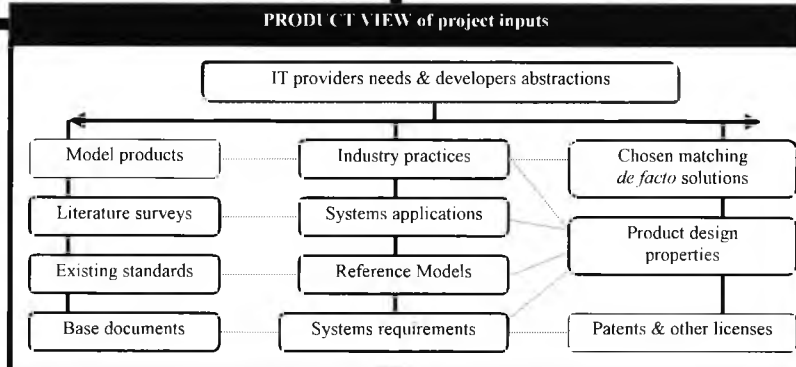 PRODUCT VIEW of project inputs
IT providers needs & developers abstractions
Model products
Industry practices
Chosen matching
de facto solutions
Literature surveys
Systems applications
Product design
properties
Existing standards
Reference Models
Base documents
Systems requirements
Patents & other licenses